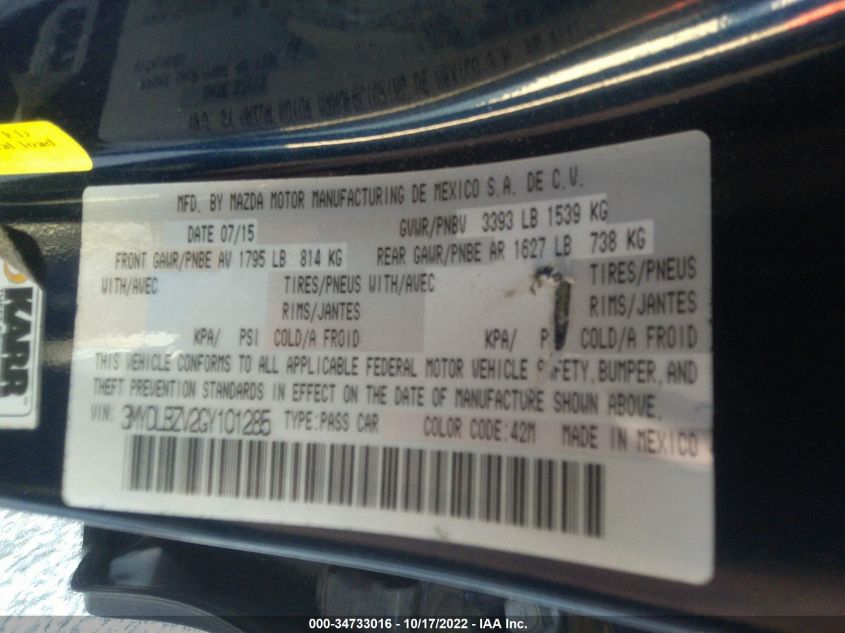 ral load
KARR
MFD. BY MAZDA MOTOR MANUFACTURING DE MEXICO S.A. DE C.V.
DATE 07/15 GVWR/PNBV 3393 LB 1539 KG
FRONT GAWR/PNBE AV 1795 LB 814 KG REAR GAWR/PNBE AR 1627 LB 738 KG
WITH/AVEC TIRES/PNEUS WITH/AVEC TIRES/PNEUS
RIMS/JANTES RIMS/JANTES
KPA/ PSI COLD/A FROID KPA/ COLD/A FROID
THIS VEHICLE CONFORMS TO ALL APPLICABLE FEDERAL MOTOR VEHICLE SAFETY, BUMPER, AND
THEFT PREVENTION STANDARDS IN EFFECT ON THE DATE OF MANUFACTURE SHOWN ABOVE.
VIN: 3MYDLBZV2GY101285 TYPE:PASS CAR COLOR CODE:42M MADE IN MEXICO
000-34733016 - 10/17/2022 - IAA Inc.